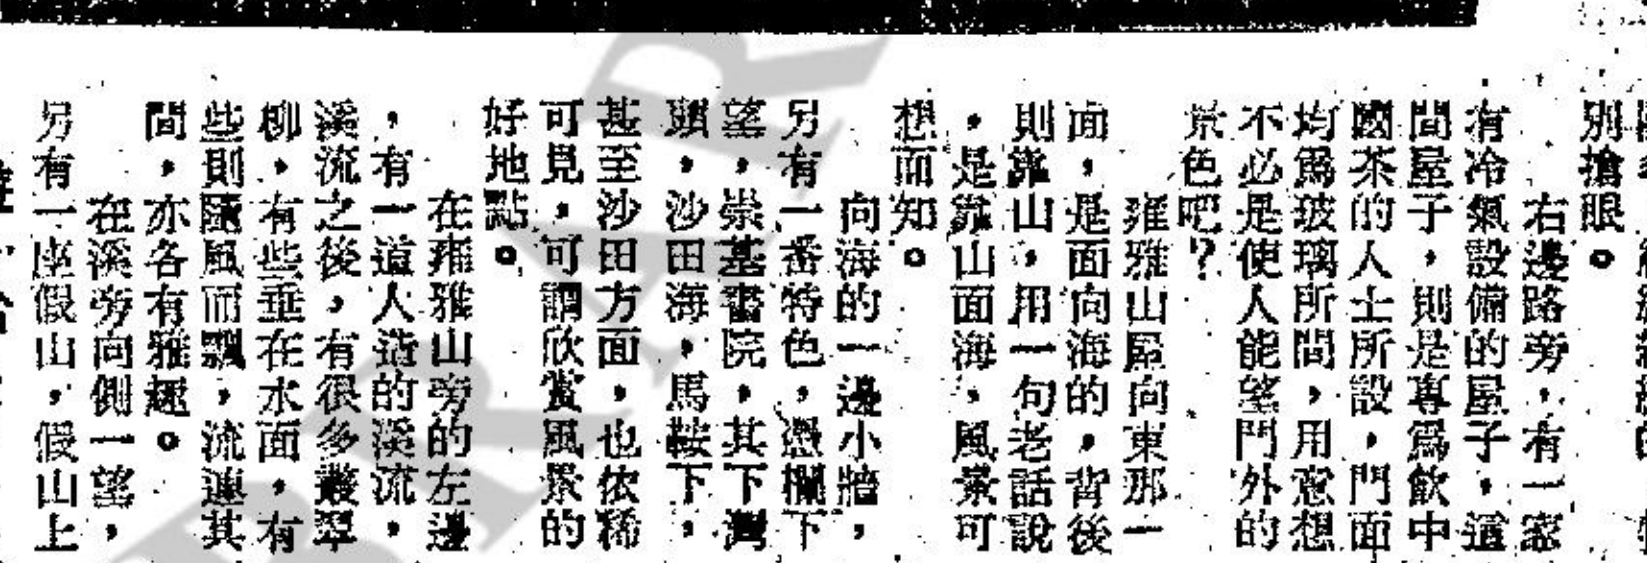 別搶眼。
右邊路旁，有一家
有冷氣設備的屋子，這
間屋子，則是專爲飲中
國茶的人士所設，門面
均爲玻璃所間，用意想
不必是使人能望門外的
景色吧？
雍雅山房向東那一
面，是面向海的，背後
則靠山，用一句老話說
，是靠山面海，風景可
想而知。
向海的一邊小牆，
另有一番特色，憑欄下
望，崇基書院，其下灣
頭，沙田海，馬鞍下，
甚至沙田方面，也依稀
可見，可謂欣賞風景的
好地點。
在雍雅山旁的左邊
，有一道人造的溪流，
溪流之後，有很多叢翠
柳，有些垂在水面，有
些則隨風而飄，流連其
間，亦各有雅趣。
在溪旁向側一望，
另有一座假山，假山上